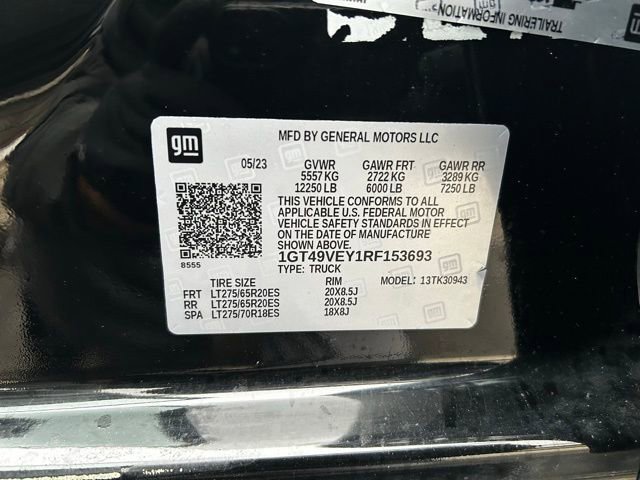 TRAILERING INFORMATION
gm
MFD BY GENERAL MOTORS LLC
05/23 GVWR GAWR FRT GAWR RR
5557 KG 2722 KG 3289 KG
12250 LB 6000 LB 7250 LB
THIS VEHICLE CONFORMS TO ALL
APPLICABLE U.S. FEDERAL MOTOR
VEHICLE SAFETY STANDARDS IN EFFECT
ON THE DATE OF MANUFACTURE
SHOWN ABOVE.
8555
1GT49VEY1RF153693
TYPE: TRUCK MODEL: 13TK30943
TIRE SIZE RIM
FRT LT275/65R20ES 20X8.5J
RR LT275/65R20ES 20X8.5J
SPA LT275/70R18ES 18X8J